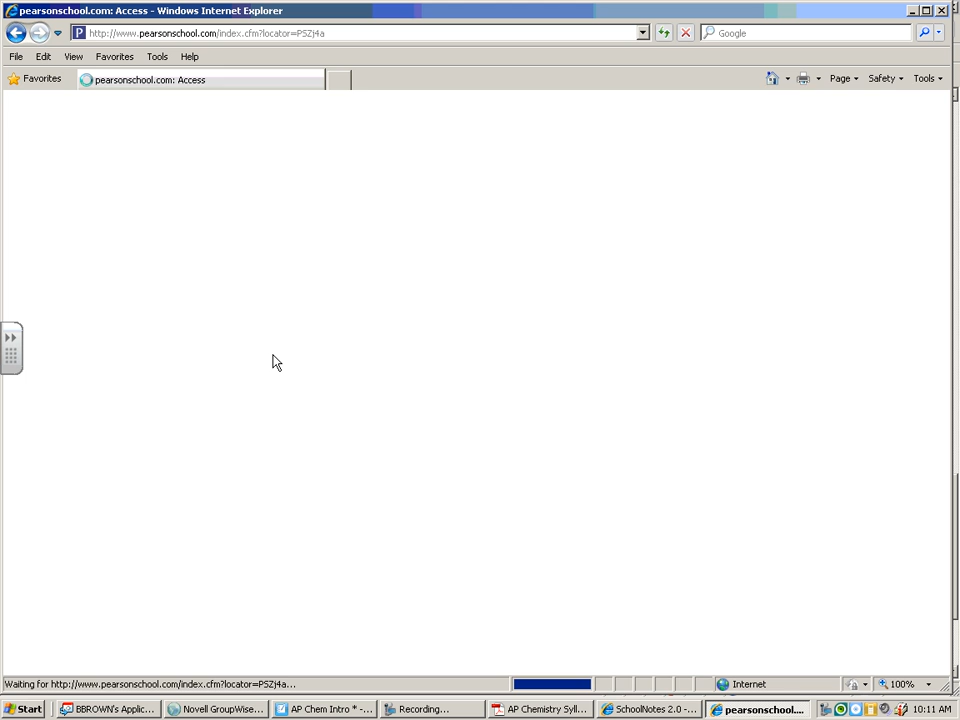 pearsonschool.com: Access - Windows Internet Explorer
http://www.pearsonschool.com/index.cfm?locator=PSZj4a
Google
File Edit View Favorites Tools Help
Favorites pearsonschool.com: Access Page Safety Tools
Waiting for http://www.pearsonschool.com/index.cfm?locator=PSZj4a... Internet 100%
Start BBROWN's Applic... Novell GroupWise... AP Chem Intro * -... Recording... AP Chemistry Syll... SchoolNotes 2.0 -... pearsonschool.... 10:11 AM